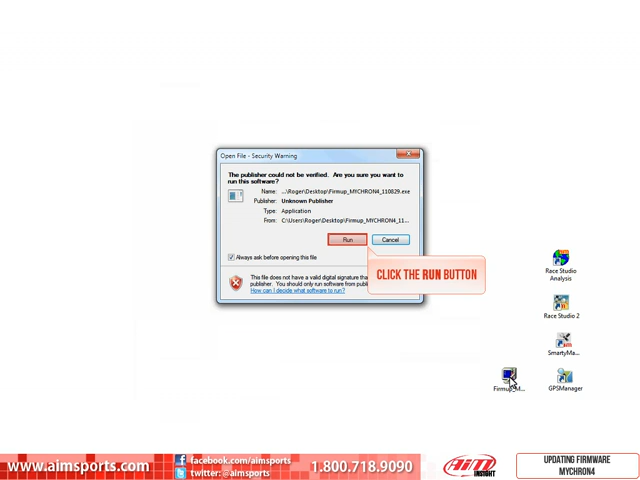 Open File - Security Warning
The publisher could not be verified. Are you sure you want to
run this software?
Name: ...\Roger\Desktop\Firmup_MYCHRON4_110829.exe
Publisher: Unknown Publisher
Type: Application
From: C:\Users\Roger\Desktop\Firmup_MYCHRON4_11...
Run Cancel
Always ask before opening this file
CLICK THE RUN BUTTON
This file does not have a valid digital signature tha
publisher. You should only run software from publi
How can I decide what software to run?
Race Studio
Analysis
Race Studio 2
SmartyMa...
Firmup_M...
GPSManager
www.aimsports.com
facebook.com/aimsports
twitter: @aimsports
1.800.718.9090
AiM
INSIGHT
UPDATING FIRMWARE
MYCHRON4